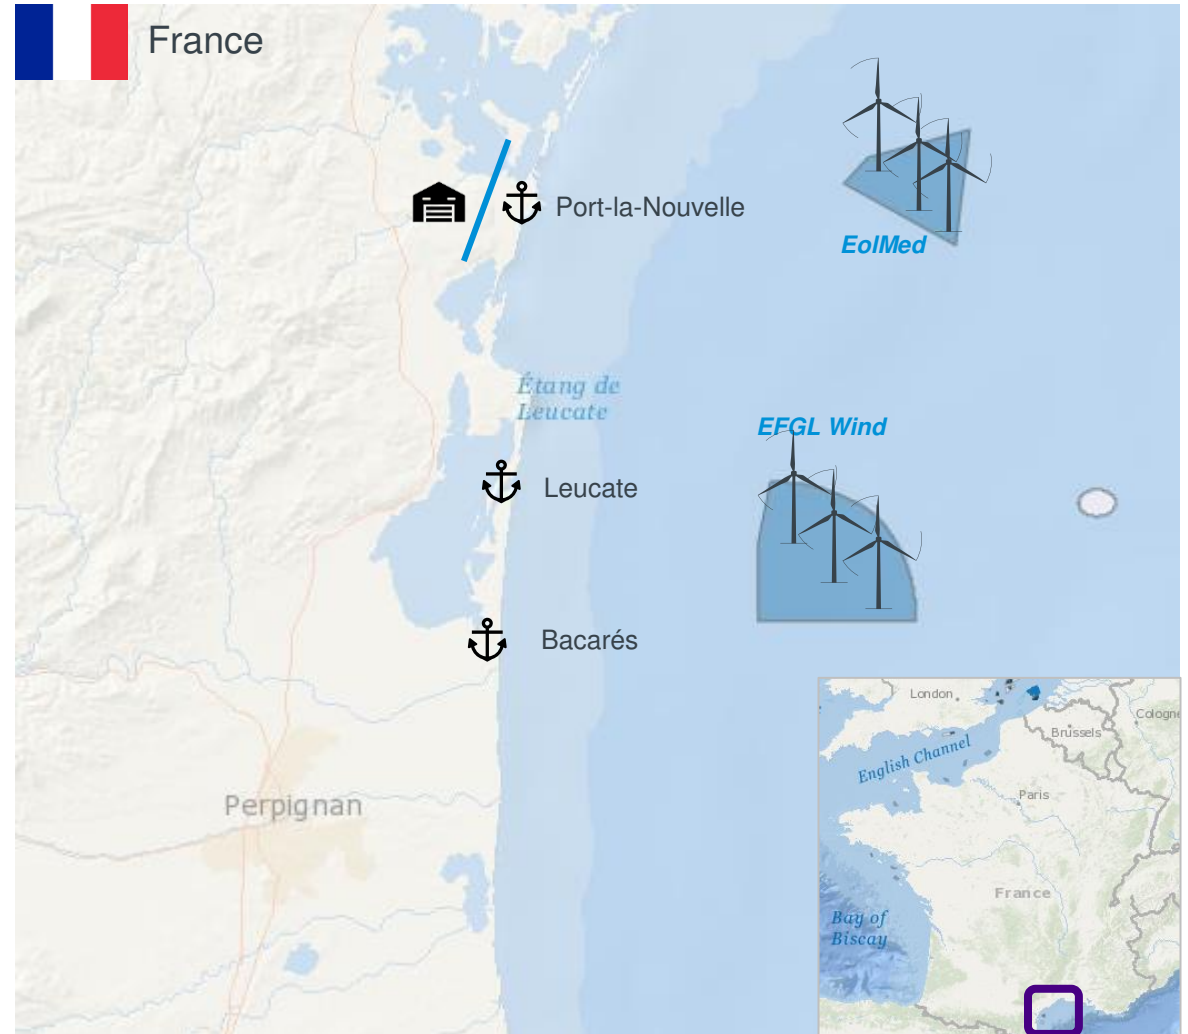 France
Port-la-Nouvelle
EolMed
Étang de
Leucate
EFGL Wind
Leucate
Bacarés
Perpignan
London
Cologne
Brussels
English Channel
Paris
France
Bay of
Biscay